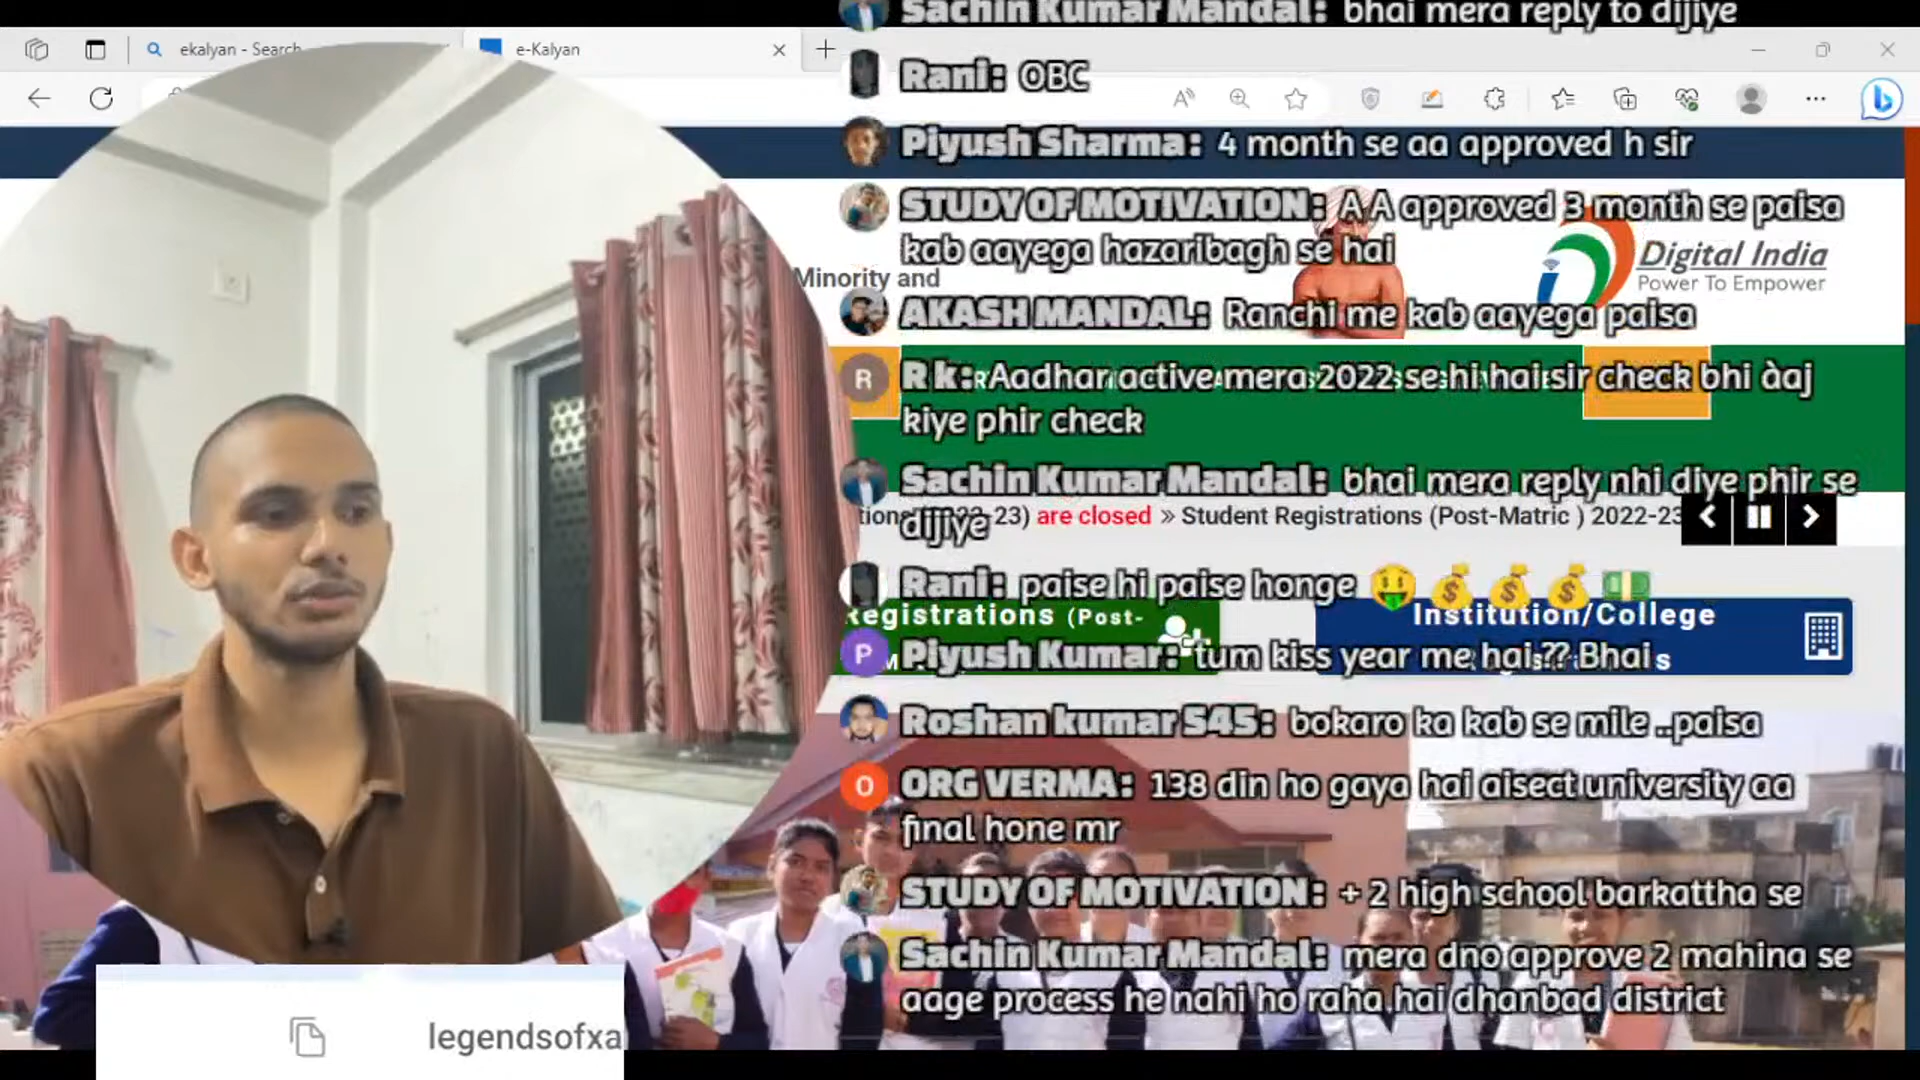 Sachin Kumar Mandal: bhai mera reply to dijiye
ekalyan - Search
e-Kalyan
Rani: OBC
Piyush Sharma: 4 month se aa approved h sir
STUDY OF MOTIVATION: A A approved 3 month se paisa
kab aayega hazaribagh se hai
Digital India
Power To Empower
Minority and
AKASH MANDAL: Ranchi me kab aayega paisa
R
R k: Aadhar active mera 2022 se hi hai sir check bhi àaj
kiye phir check
Sachin Kumar Mandal: bhai mera reply nhi diye phir se
dijiye
23) are closed » Student Registrations (Post-Matric ) 2022-23
Rani: paise hi paise honge 🤑 💰 💰 💰 💵
Registrations (Post-
Institution/College
P
Piyush Kumar: tum kiss year me hai?? Bhai
Roshan kumar 545: bokaro ka kab se mile ..paisa
O
ORG VERMA: 138 din ho gaya hai aisect university aa
final hone mr
STUDY OF MOTIVATION: + 2 high school barkattha se
Sachin Kumar Mandal: mera dno approve 2 mahina se
aage process he nahi ho raha hai dhanbad district
legendsofxa